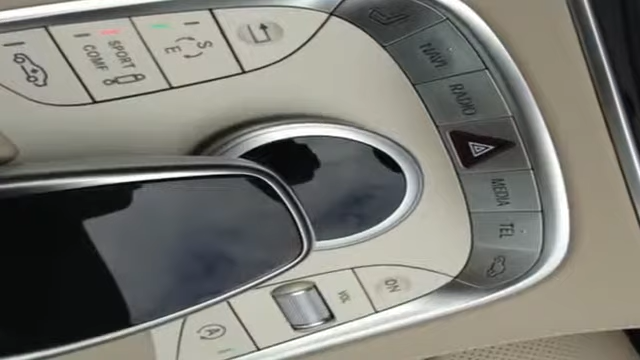 NAVI
RADIO
MEDIA
TEL
SPORT
COMF
S
E
VOL
ON
A